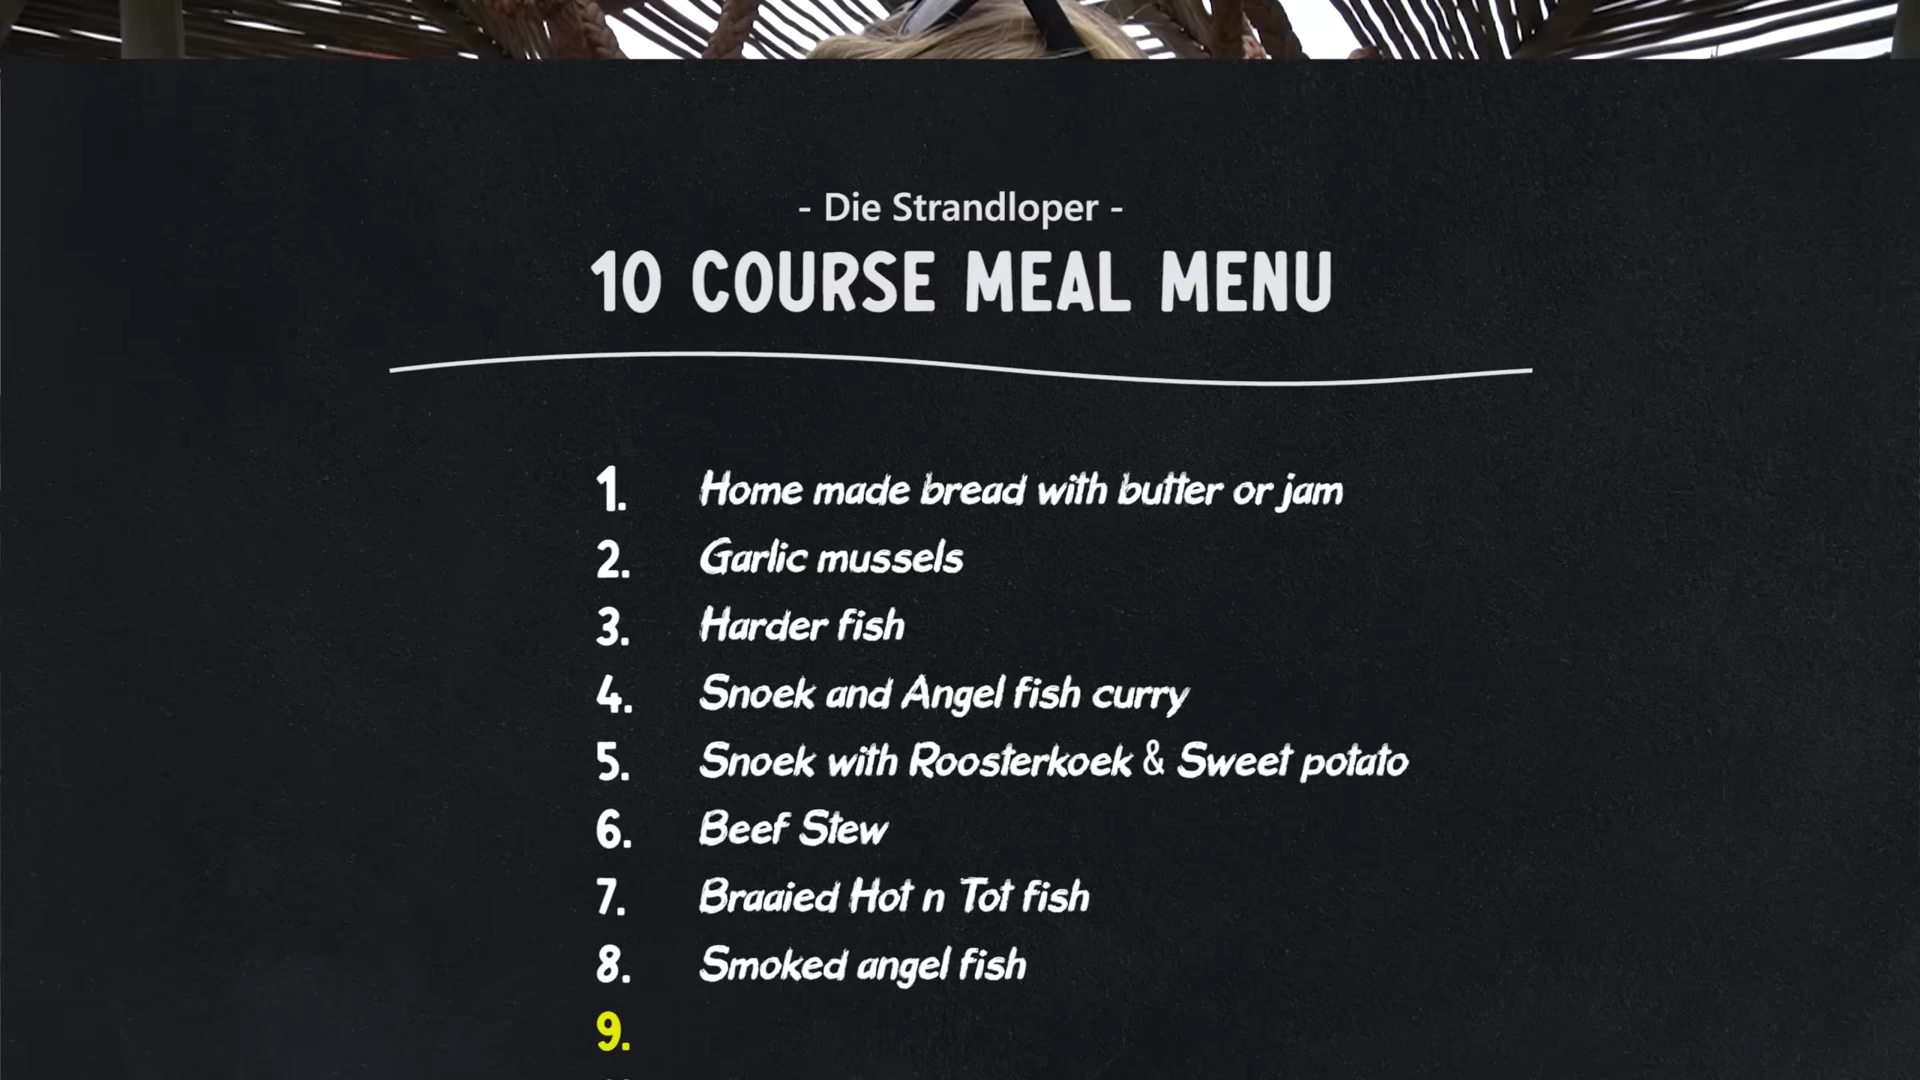 - Die Strandloper -
10 COURSE MEAL MENU
1. Home made bread with butter or jam
2. Garlic mussels
3. Harder fish
4. Snoek and Angel fish curry
5. Snoek with Roosterkoek & Sweet potato
6. Beef Stew
7. Braaied Hot n Tot fish
8. Smoked angel fish
9.